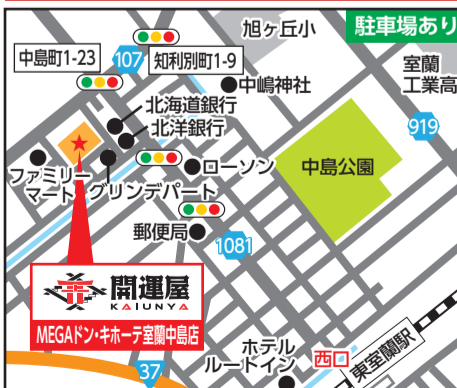 旭ヶ丘小
駐車場あり
中島町1-23
107
知利別町1-9
室蘭
工業高
中嶋神社
北海道銀行
北洋銀行
919
ファミリー
マート
グリンデパート
ローソン
中島公園
郵便局
1081
開運屋
KAIUNYA
MEGAドン・キホーテ室蘭中島店
37
ホテル
ルートイン
西口
東室蘭駅